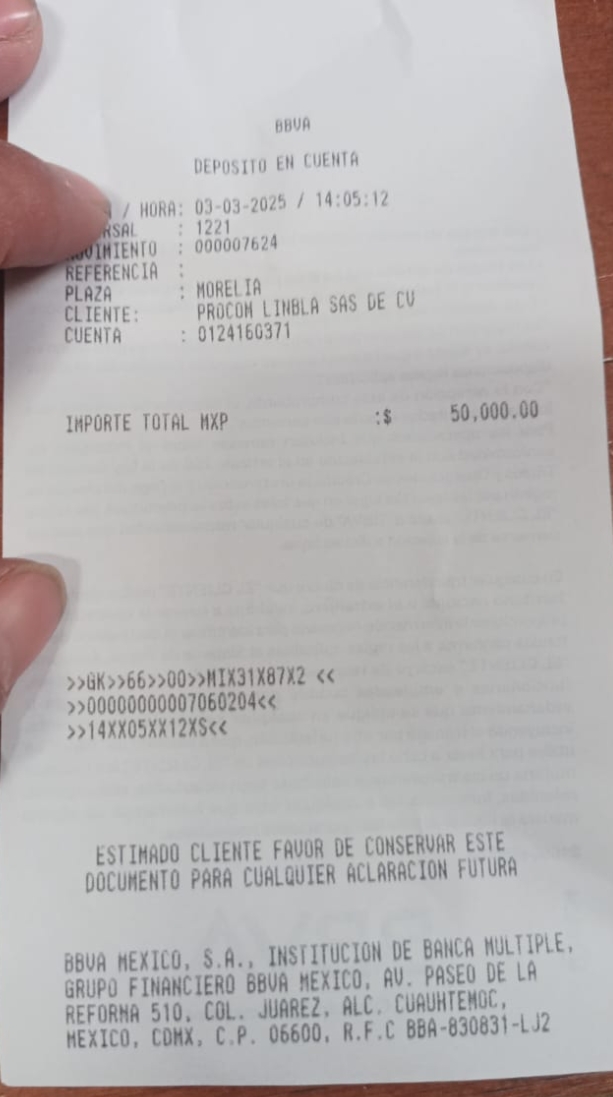 BBVA
DEPOSITO EN CUENTA
/ HORA: 03-03-2025 / 14:05:12
: 1221
: 000007624
REFERENCIA :
PLAZA : MORELIA
CLIENTE: PROCOM LINBLA SAS DE CV
CUENTA : 0124160371
IMPORTE TOTAL MXP :$ 50,000.00
>>GK>>66>>00>>MIX31X87X2 <<
>>00000000007060204<<
>>14XX05XX12XS<<
ESTIMADO CLIENTE FAVOR DE CONSERVAR ESTE
DOCUMENTO PARA CUALQUIER ACLARACION FUTURA
BBVA MEXICO, S.A., INSTITUCION DE BANCA MULTIPLE,
GRUPO FINANCIERO BBVA MEXICO, AV. PASEO DE LA
REFORMA 510, COL. JUAREZ, ALC. CUAUHTEMOC,
MEXICO, CDMX, C.P. 06600, R.F.C BBA-830831-LJ2